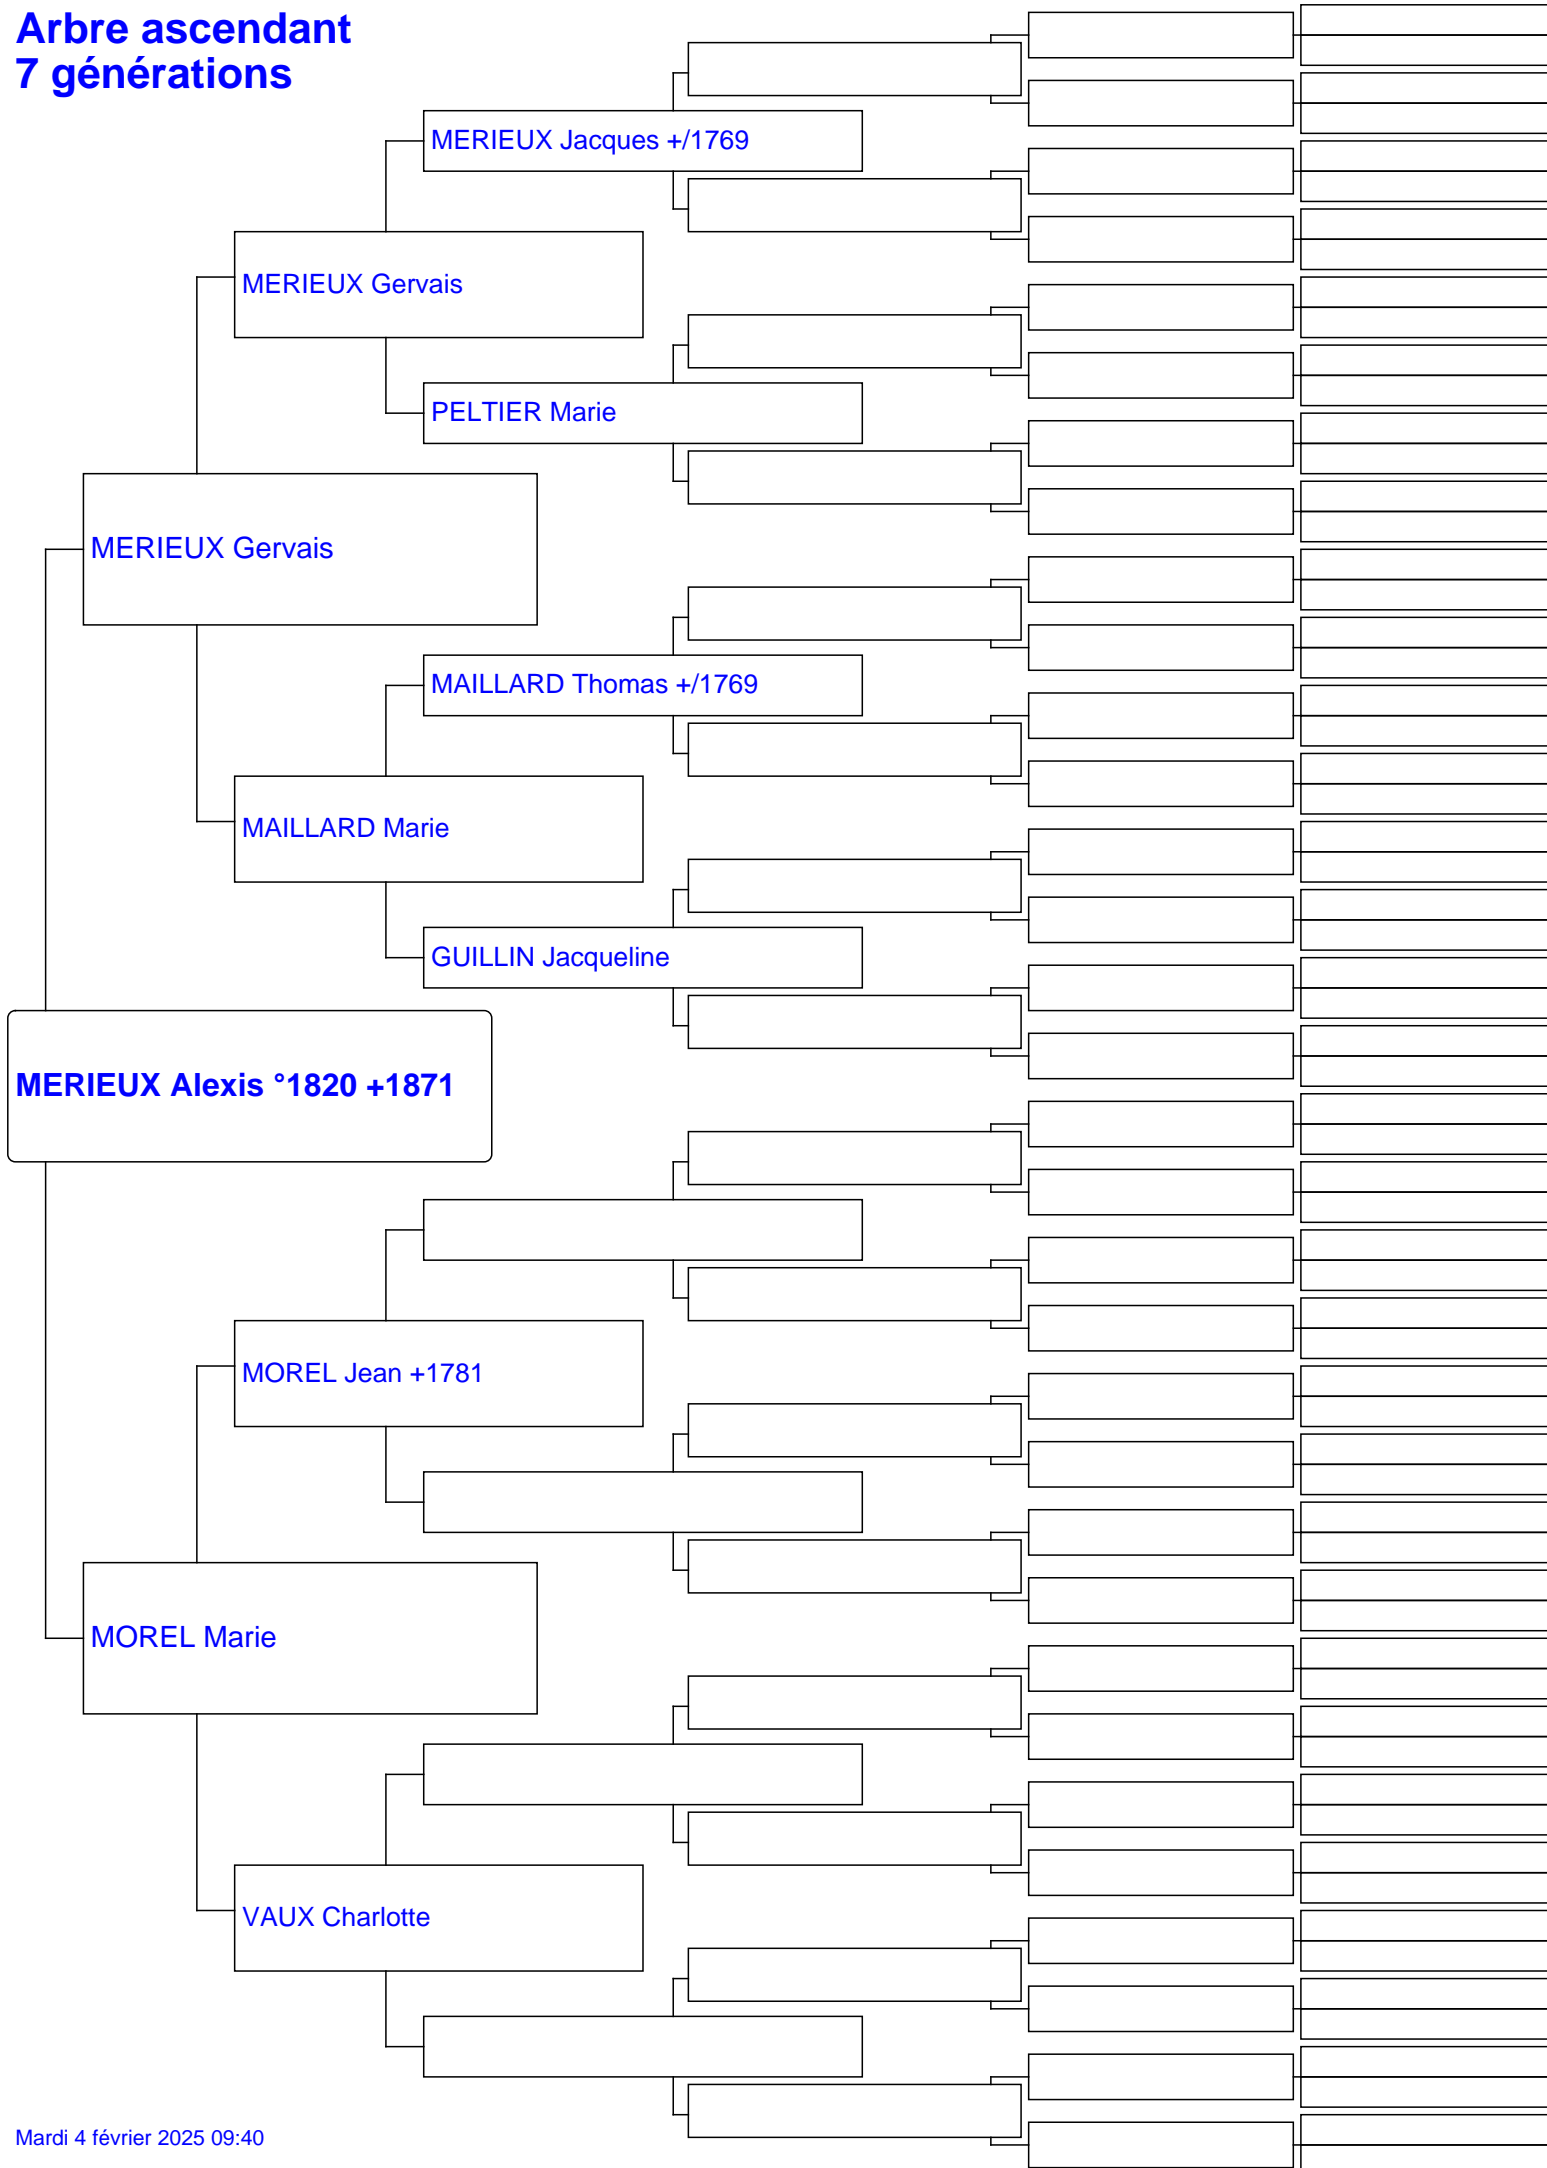 Arbre ascendant
7 générations
MERIEUX Jacques +/1769
MERIEUX Gervais
PELTIER Marie
MERIEUX Gervais
MAILLARD Thomas +/1769
MAILLARD Marie
GUILLIN Jacqueline
MERIEUX Alexis °1820 +1871
MOREL Jean +1781
MOREL Marie
VAUX Charlotte
Mardi 4 février 2025 09:40